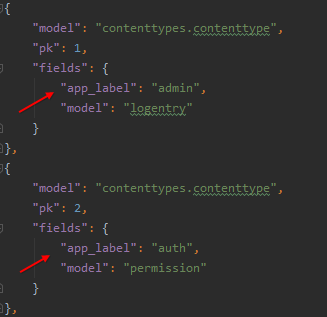 {
"model": "contenttypes.contenttype",
"pk": 1,
"fields": {
"app_label": "admin",
"model": "logentry"
}
},
{
"model": "contenttypes.contenttype",
"pk": 2,
"fields": {
"app_label": "auth",
"model": "permission"
}
},